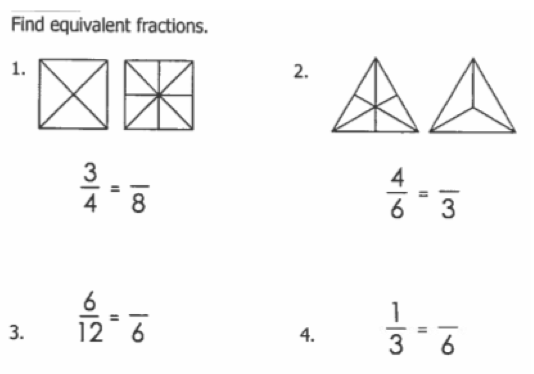 Find equivalent fractions.
1.
2.
3/4 = _/8
4/6 = _/3
3.
6/12 = _/6
4.
1/3 = _/6